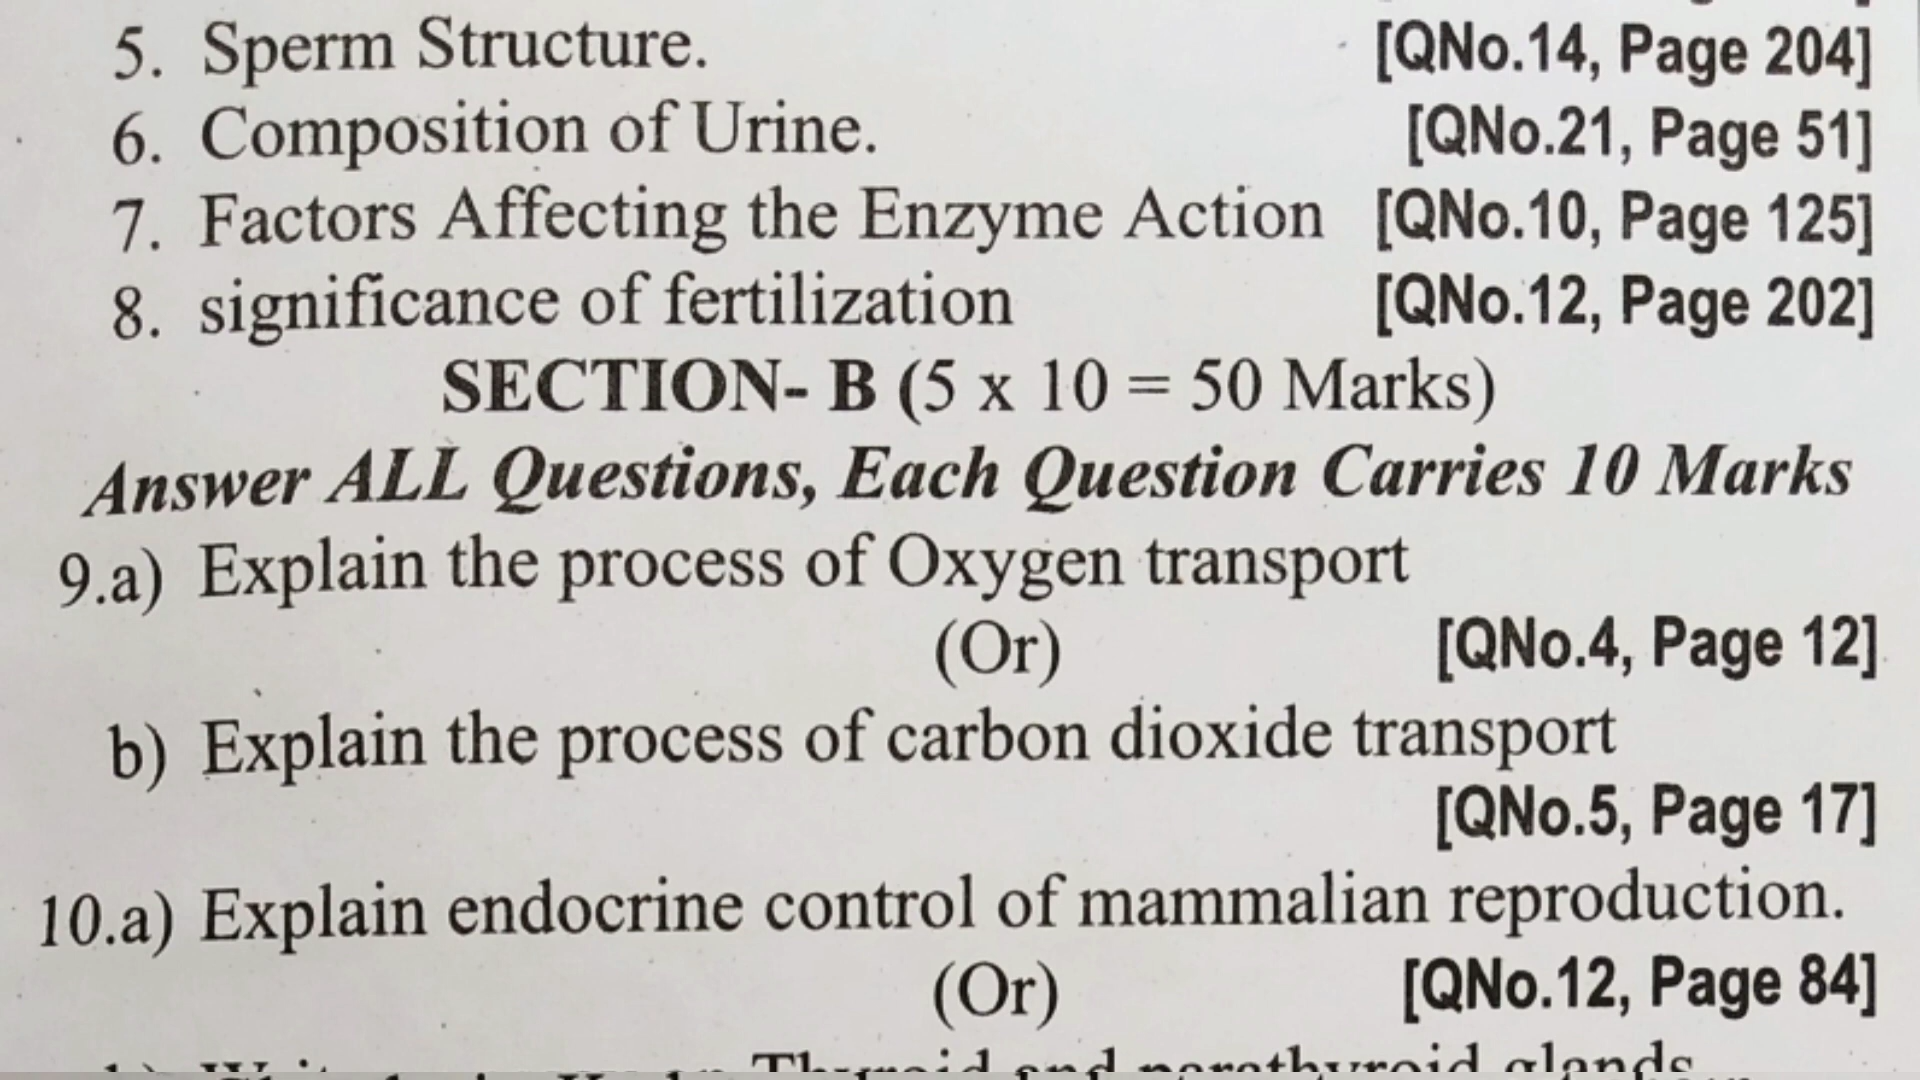 5. Sperm Structure. [QNo.14, Page 204]
6. Composition of Urine. [QNo.21, Page 51]
7. Factors Affecting the Enzyme Action [QNo.10, Page 125]
8. significance of fertilization [QNo.12, Page 202]
SECTION- B (5 x 10 = 50 Marks)
Answer ALL Questions, Each Question Carries 10 Marks
9.a) Explain the process of Oxygen transport
(Or) [QNo.4, Page 12]
b) Explain the process of carbon dioxide transport
[QNo.5, Page 17]
10.a) Explain endocrine control of mammalian reproduction.
(Or) [QNo.12, Page 84]
Thyroid and parathyroid glands